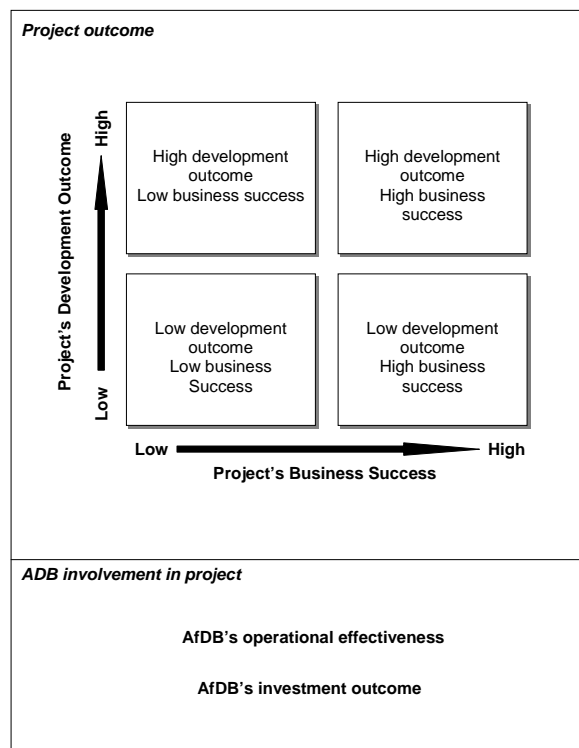 Project outcome
Project's Development Outcome
High
Low
High development
outcome
Low business success
High development
outcome
High business
success
Low development
outcome
Low business
Success
Low development
outcome
High business
success
Low
High
Project's Business Success
ADB involvement in project
AfDB's operational effectiveness
AfDB's investment outcome